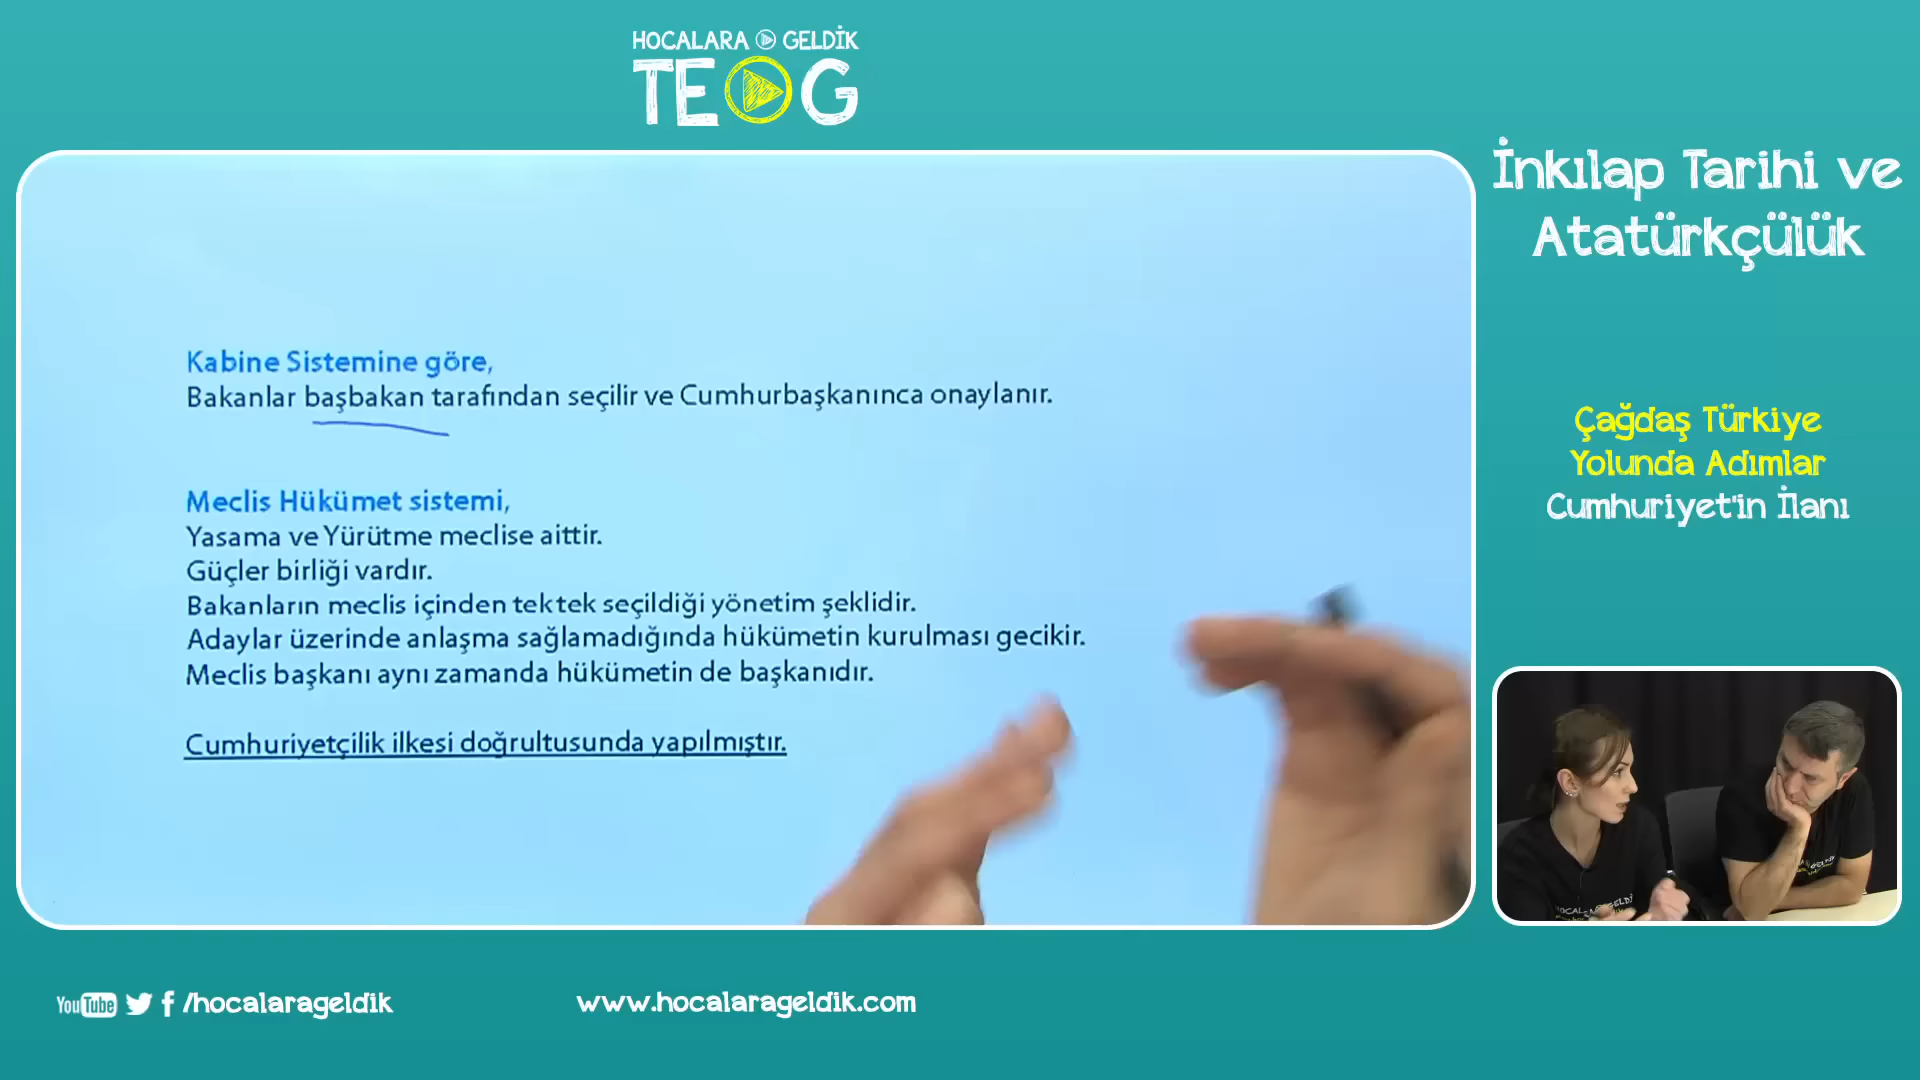 HOCALARA GELDİK
TEOG
İnkılap Tarihi ve
Atatürkçülük
Kabine Sistemine göre,
Bakanlar başbakan tarafından seçilir ve Cumhurbaşkanınca onaylanır.
Meclis Hükümet sistemi,
Yasama ve Yürütme meclise aittir.
Güçler birliği vardır.
Bakanların meclis içinden tek tek seçildiği yönetim şeklidir.
Adaylar üzerinde anlaşma sağlamadığında hükümetin kurulması gecikir.
Meclis başkanı aynı zamanda hükümetin de başkanıdır.
Cumhuriyetçilik ilkesi doğrultusunda yapılmıştır.
Çağdaş Türkiye
Yolunda Adımlar
Cumhuriyet'in İlanı
YouTube f /hocalarageldik
www.hocalarageldik.com